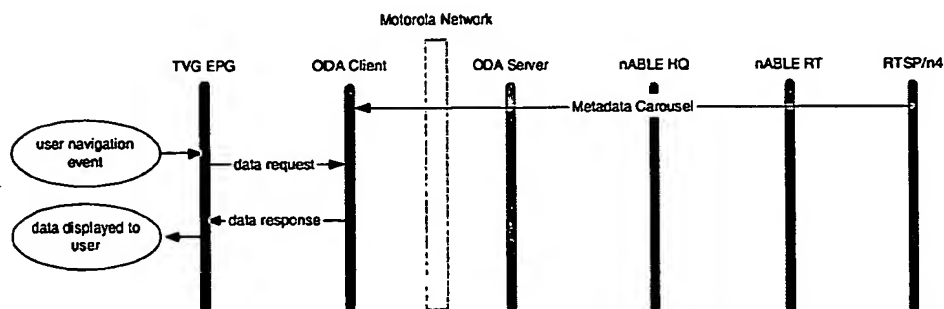 Motorola Network
TVG EPG
ODA Client
ODA Server
nABLE HQ
nABLE RT
RTSP/n4
Metadata Carousel
user navigation
event
data request
data response
data displayed to
user